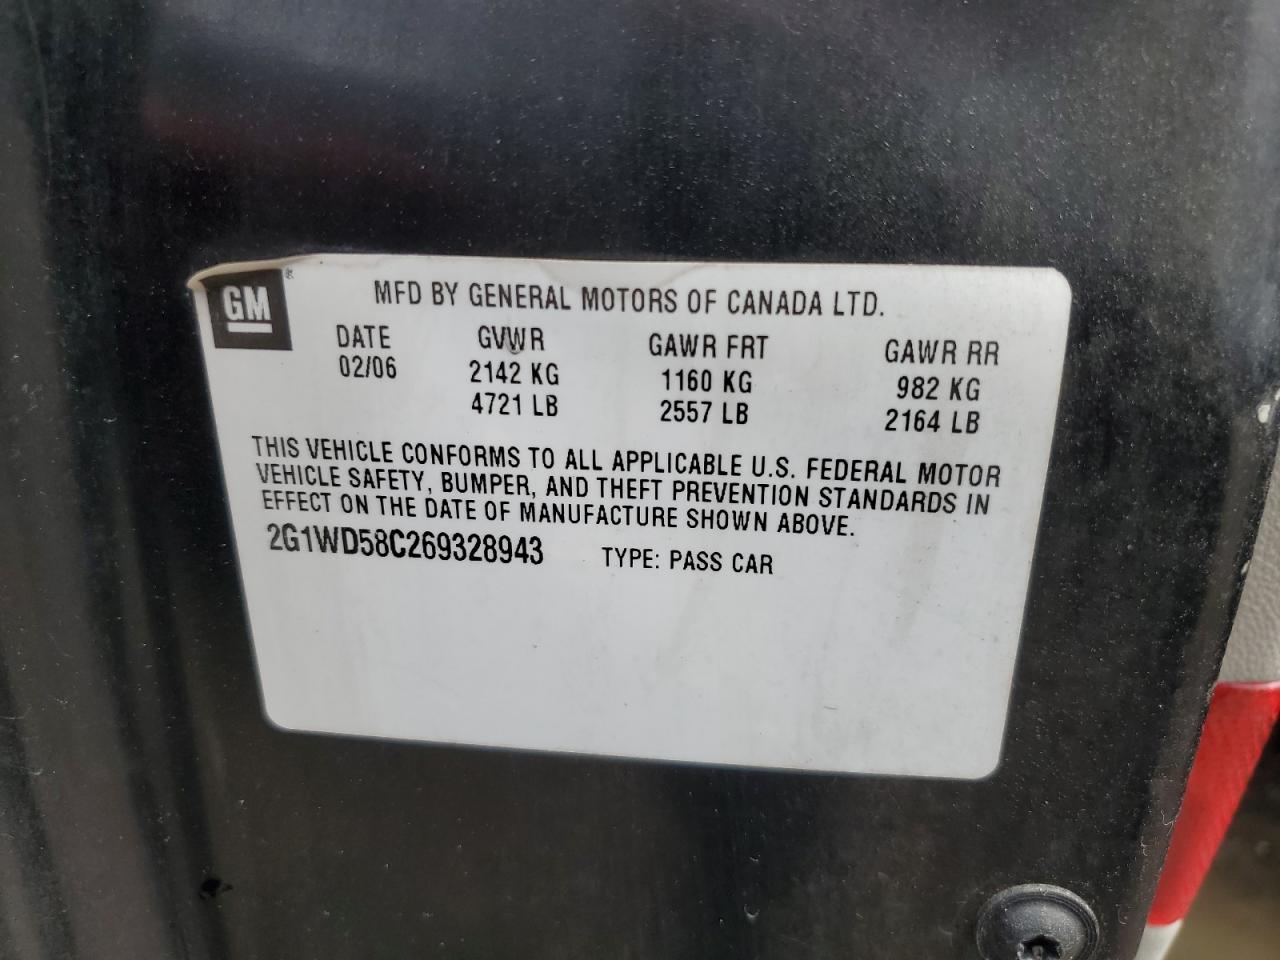 GM®
MFD BY GENERAL MOTORS OF CANADA LTD.
DATE GVWR GAWR FRT GAWR RR
02/06 2142 KG 1160 KG 982 KG
4721 LB 2557 LB 2164 LB
THIS VEHICLE CONFORMS TO ALL APPLICABLE U.S. FEDERAL MOTOR
VEHICLE SAFETY, BUMPER, AND THEFT PREVENTION STANDARDS IN
EFFECT ON THE DATE OF MANUFACTURE SHOWN ABOVE.
2G1WD58C269328943 TYPE: PASS CAR